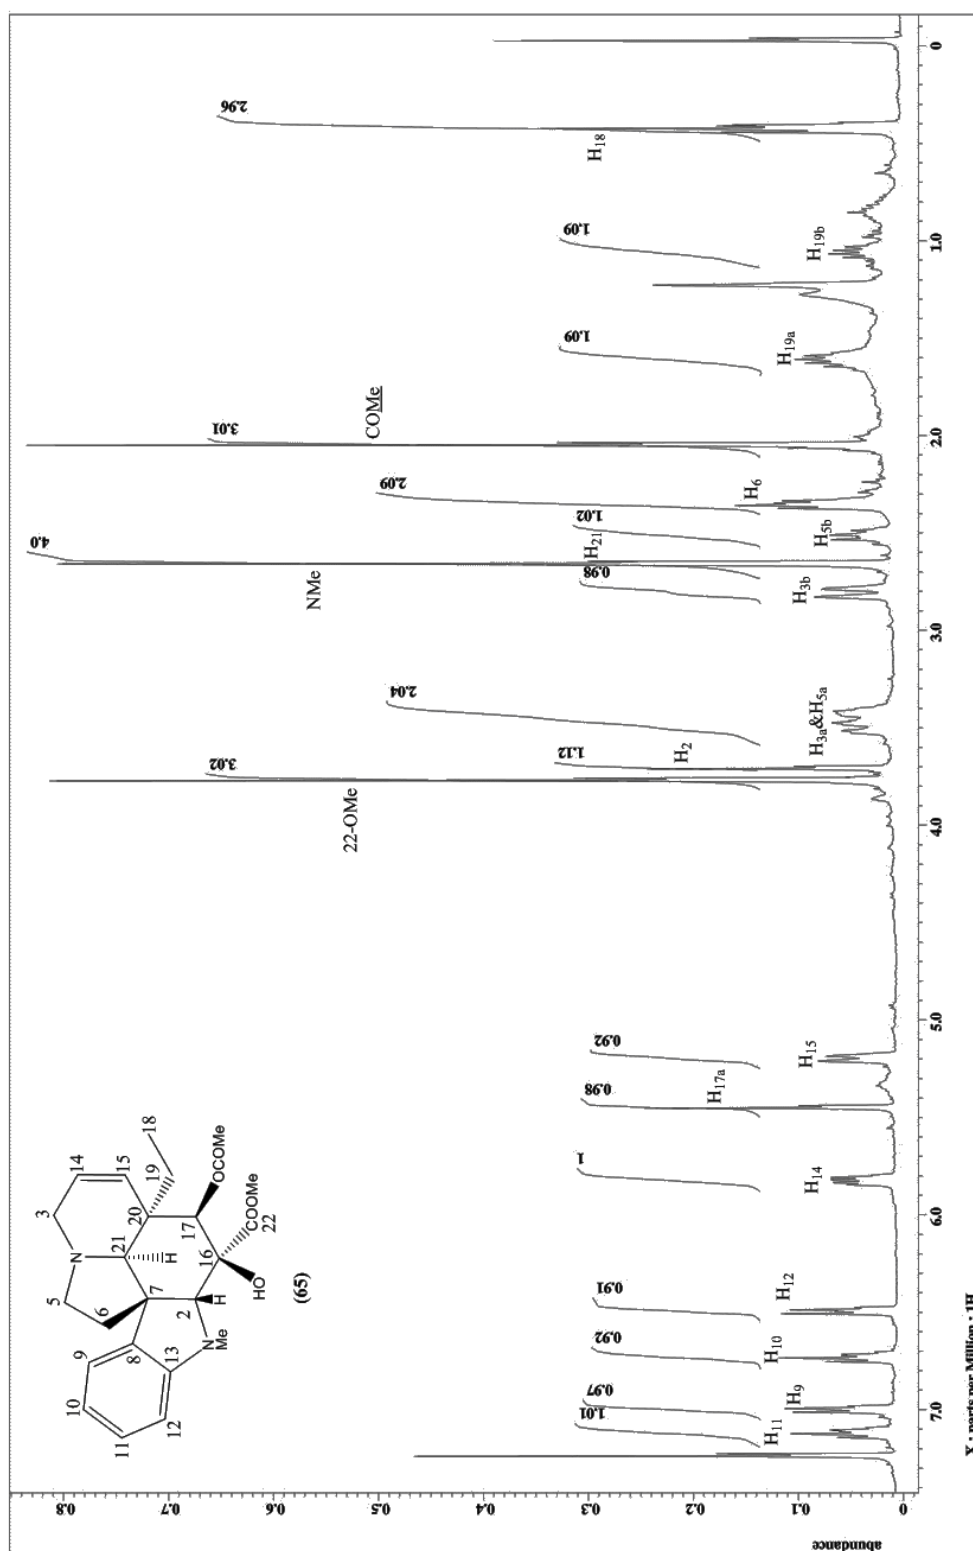 abundance
0.8
0.7
0.6
0.5
0.4
0.3
0.2
0.1
0
9
10
11
12
8
13
N
Me
7
6
5
N
3
14
15
20
21
H
2
H
16
17
19
18
OCOMe
COOMe
22
HO
(65)
1.01
0.97
0.92
0.91
1
0.98
0.92
3.02
1.12
2.04
0.98
4.0
1.02
2.09
3.01
1.09
1.09
2.96
H11
H9
H10
H12
H14
H17a
H15
22-OMe
H2
H3a&H5a
H3b
NMe
H21
H5b
H6
COMe
H19a
H19b
H18
7.0
6.0
5.0
4.0
3.0
2.0
1.0
0
X : parts per Million : 1H